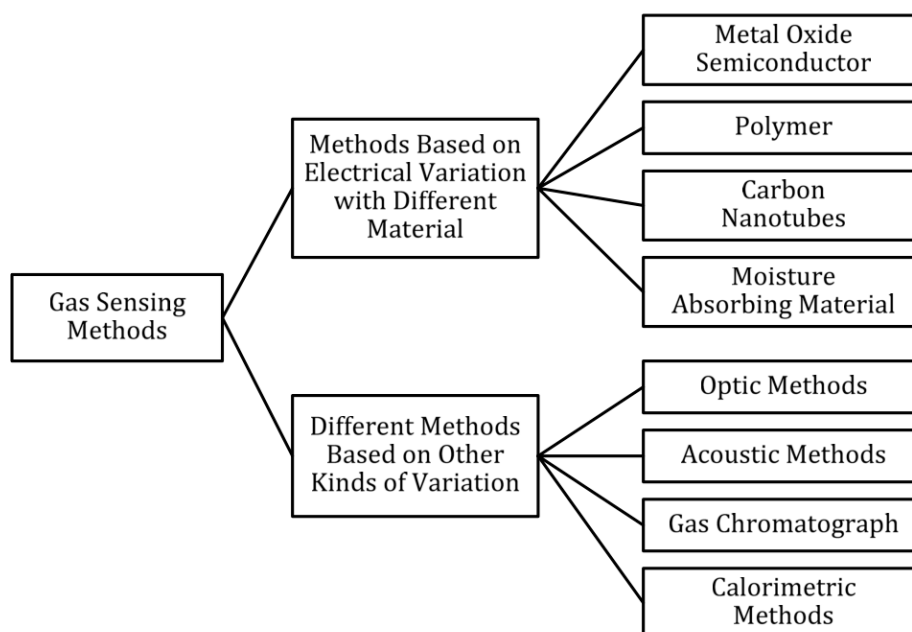 Gas Sensing
Methods
Methods Based on
Electrical Variation
with Different
Material
Metal Oxide
Semiconductor
Polymer
Carbon
Nanotubes
Moisture
Absorbing Material
Different Methods
Based on Other
Kinds of Variation
Optic Methods
Acoustic Methods
Gas Chromatograph
Calorimetric
Methods